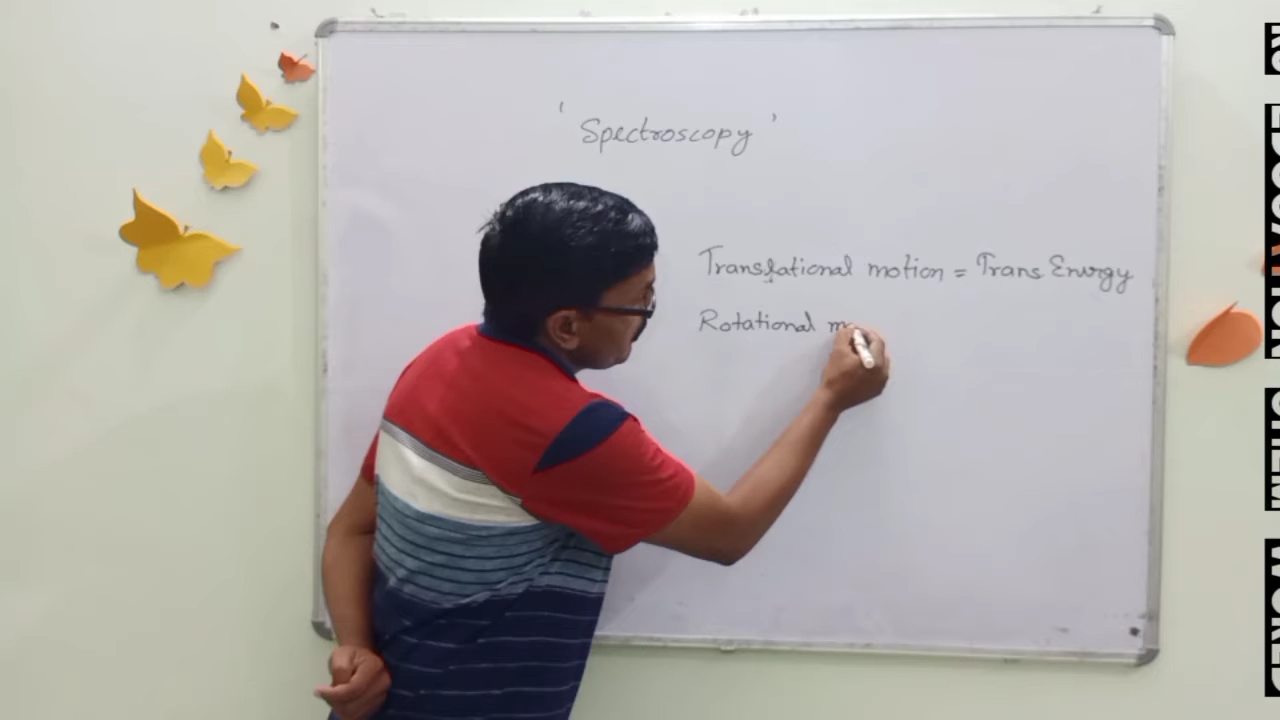 ' Spectroscopy '
Translational motion = Trans Energy
Rotational m